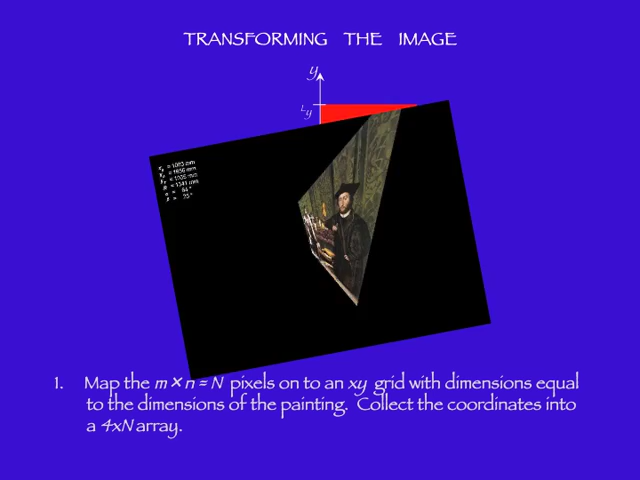 TRANSFORMING THE IMAGE
y
Ly
1. Map the m × n = N pixels on to an xy grid with dimensions equal
to the dimensions of the painting. Collect the coordinates into
a 4xN array.